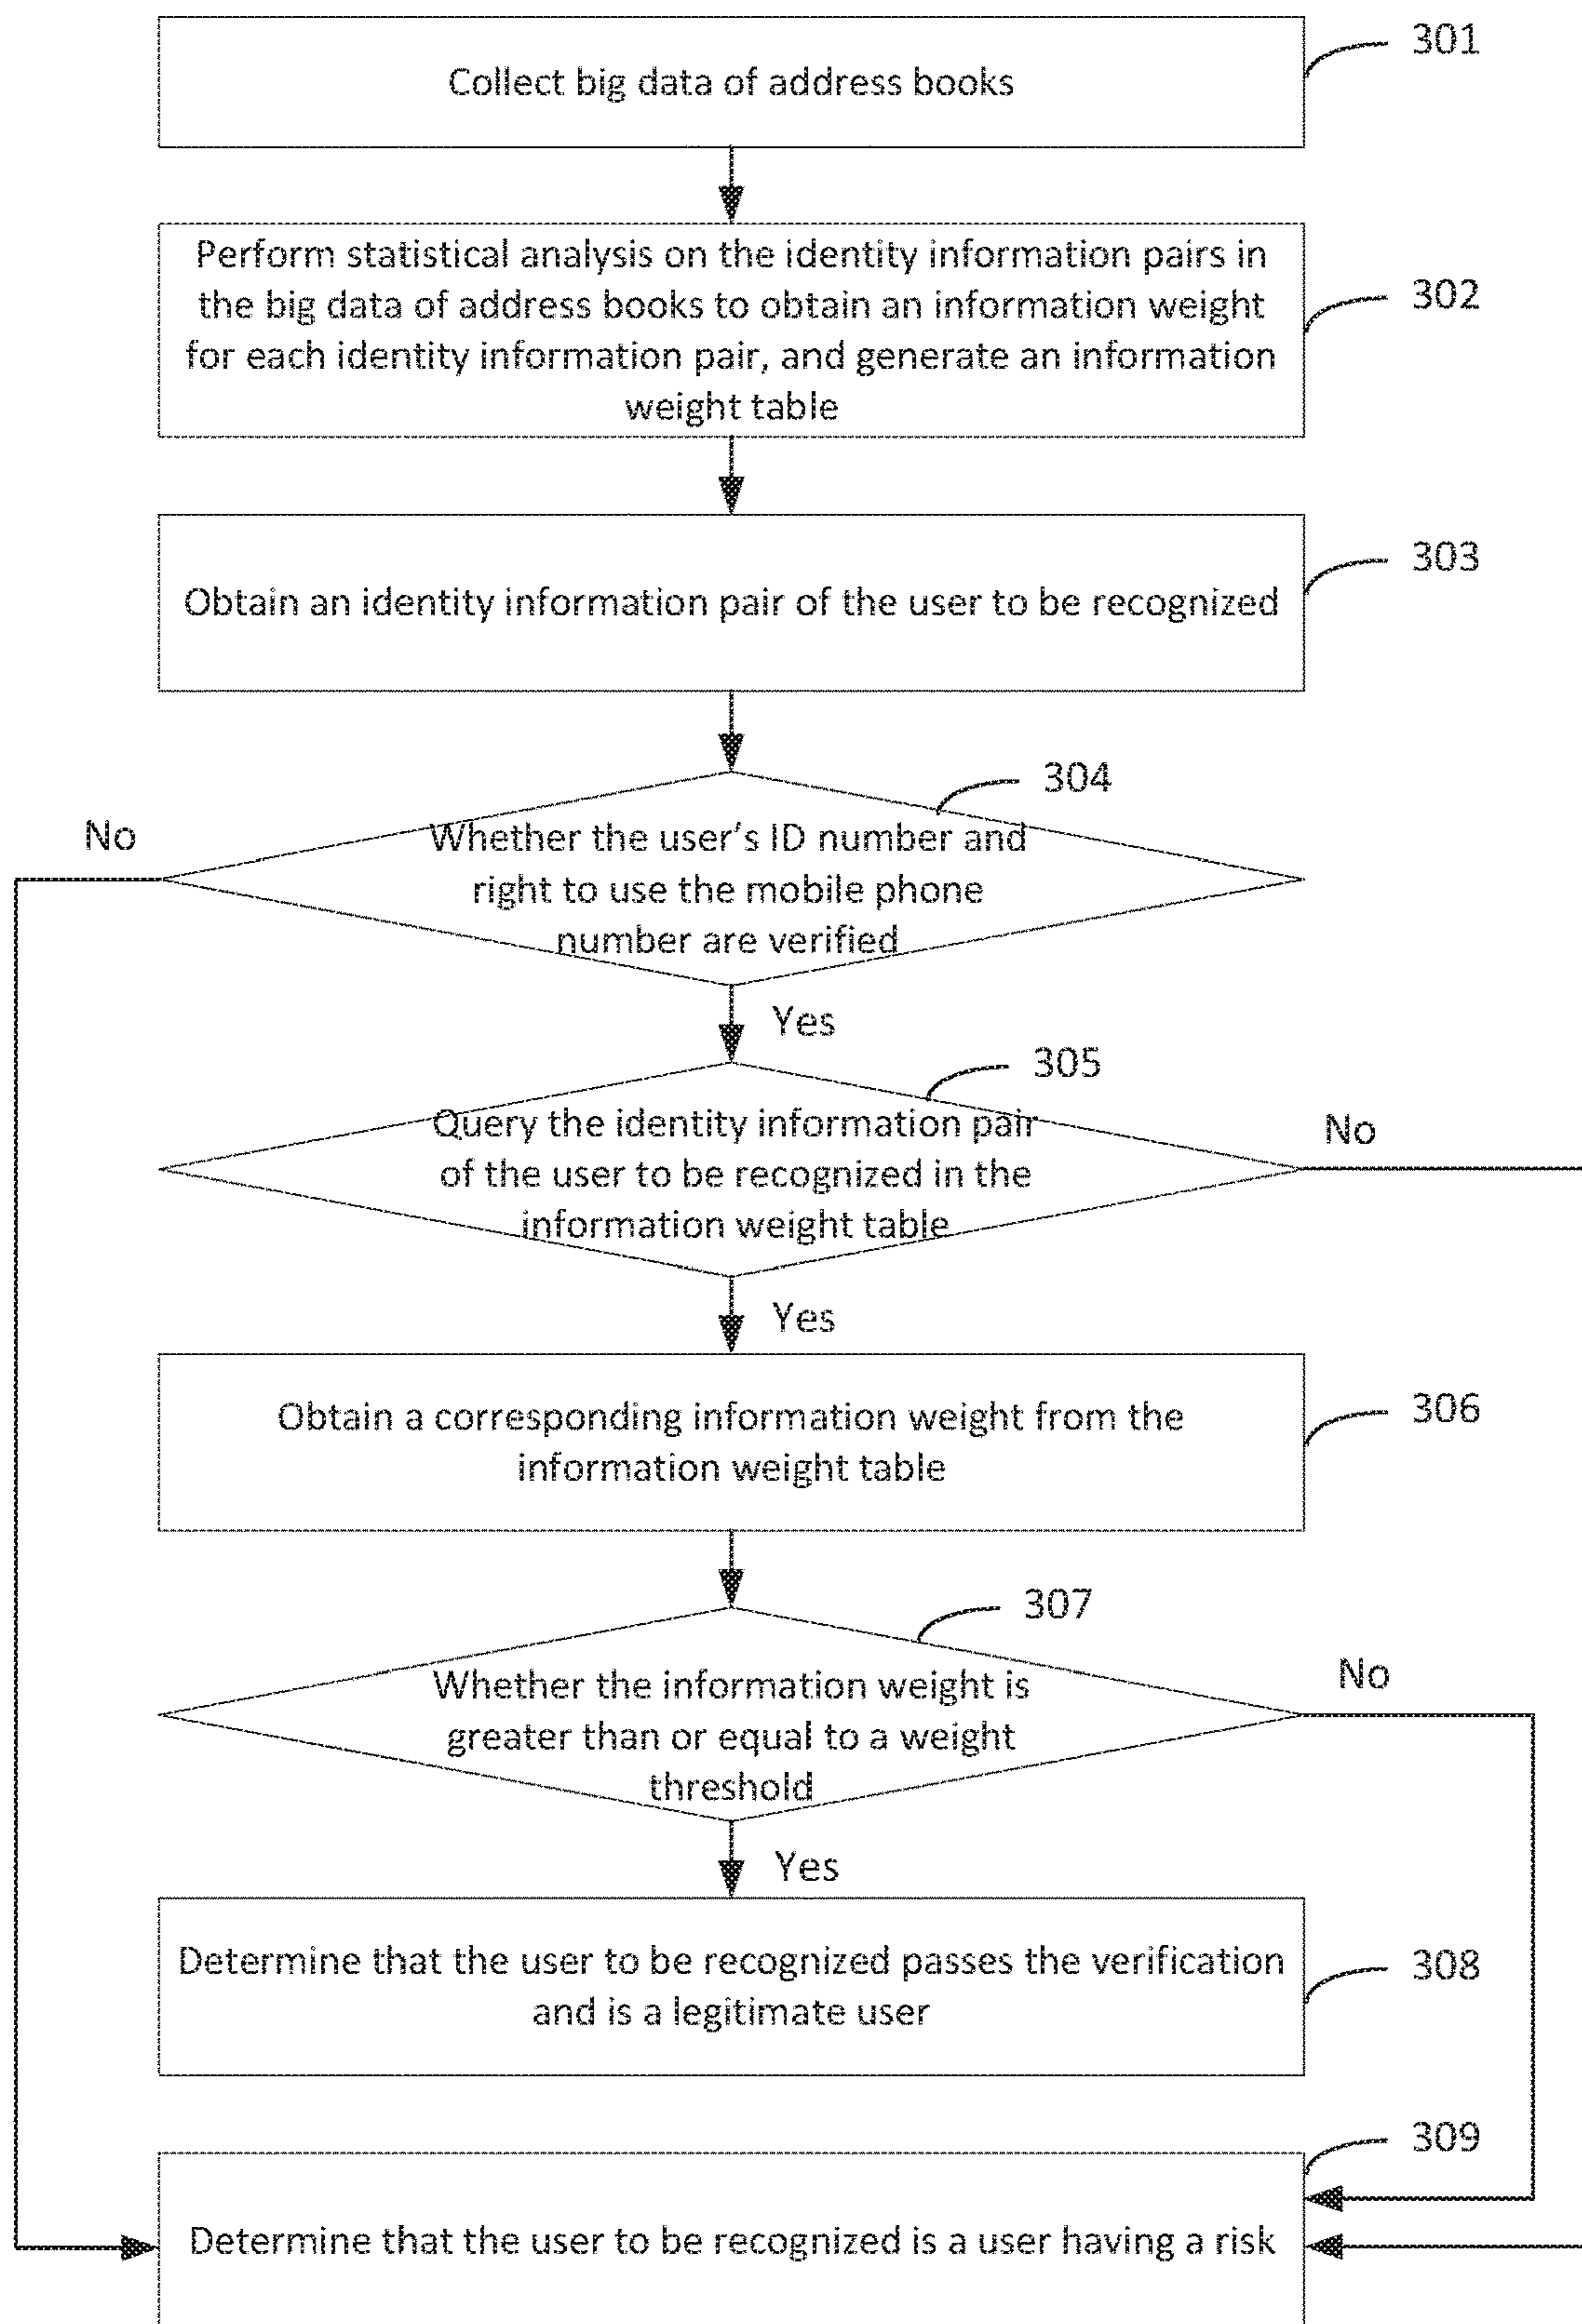 Collect big data of address books
301
Perform statistical analysis on the identity information pairs in
the big data of address books to obtain an information weight
for each identity information pair, and generate an information
weight table
302
Obtain an identity information pair of the user to be recognized
303
304
No
Whether the user's ID number and
right to use the mobile phone
number are verified
Yes
305
Query the identity information pair
of the user to be recognized in the
information weight table
No
Yes
Obtain a corresponding information weight from the
information weight table
306
307
Whether the information weight is
greater than or equal to a weight
threshold
No
Yes
Determine that the user to be recognized passes the verification
and is a legitimate user
308
309
Determine that the user to be recognized is a user having a risk